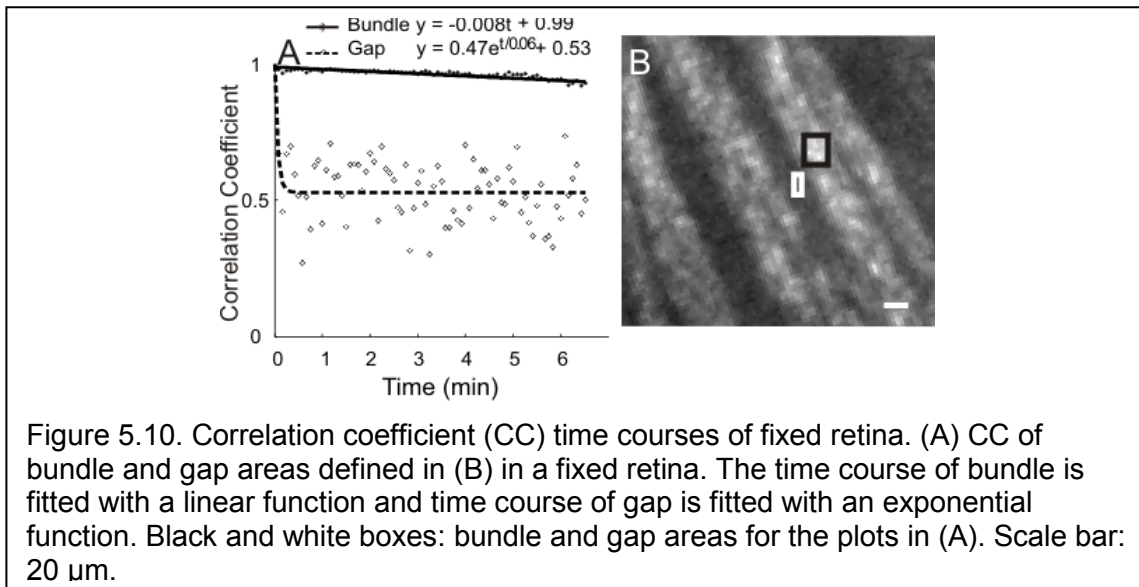 Bundle y = -0.008t + 0.99
Gap y = 0.47e^t/0.06 + 0.53
A
B
1
0.5
0
Correlation Coefficient
0 1 2 3 4 5 6
Time (min)
I
Figure 5.10. Correlation coefficient (CC) time courses of fixed retina. (A) CC of
bundle and gap areas defined in (B) in a fixed retina. The time course of bundle is
fitted with a linear function and time course of gap is fitted with an exponential
function. Black and white boxes: bundle and gap areas for the plots in (A). Scale bar:
20 µm.